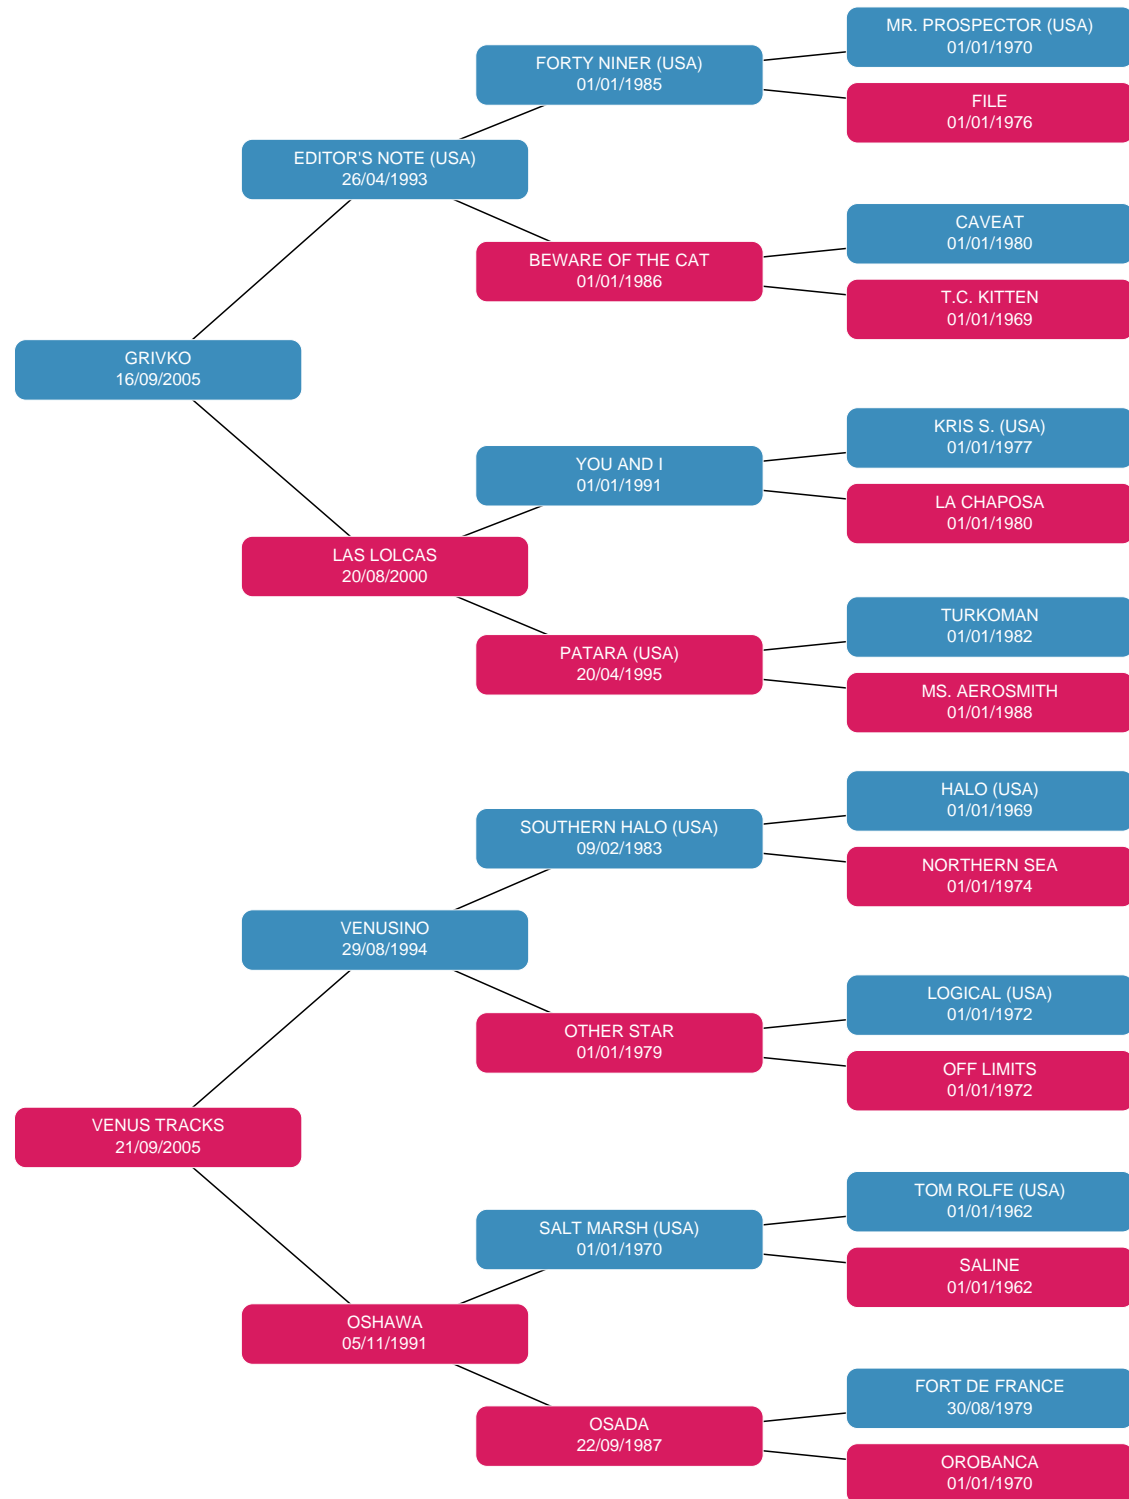 MR. PROSPECTOR (USA)
01/01/1970
FORTY NINER (USA)
01/01/1985
FILE
01/01/1976
EDITOR'S NOTE (USA)
26/04/1993
CAVEAT
01/01/1980
BEWARE OF THE CAT
01/01/1986
T.C. KITTEN
01/01/1969
GRIVKO
16/09/2005
KRIS S. (USA)
01/01/1977
YOU AND I
01/01/1991
LA CHAPOSA
01/01/1980
LAS LOLCAS
20/08/2000
TURKOMAN
01/01/1982
PATARA (USA)
20/04/1995
MS. AEROSMITH
01/01/1988
HALO (USA)
01/01/1969
SOUTHERN HALO (USA)
09/02/1983
NORTHERN SEA
01/01/1974
VENUSINO
29/08/1994
LOGICAL (USA)
01/01/1972
OTHER STAR
01/01/1979
OFF LIMITS
01/01/1972
VENUS TRACKS
21/09/2005
TOM ROLFE (USA)
01/01/1962
SALT MARSH (USA)
01/01/1970
SALINE
01/01/1962
OSHAWA
05/11/1991
FORT DE FRANCE
30/08/1979
OSADA
22/09/1987
OROBANCA
01/01/1970